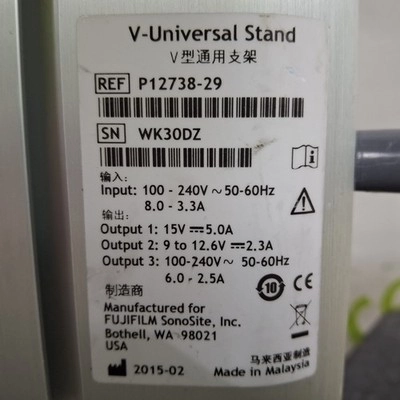 V-Universal Stand
V型通用支架
REF P12738-29
SN WK30DZ
输入:
Input: 100 - 240V ~ 50-60Hz
8.0 - 3.3A
输出:
Output 1: 15V ⎓ 5.0A
Output 2: 9 to 12.6V ⎓ 2.3A
Output 3: 100-240V ~ 50-60Hz
6.0 - 2.5A
制造商
10
CE
Manufactured for
FUJIFILM SonoSite, Inc.
Bothell, WA 98021
USA
2015-02
马来西亚制造
Made in Malaysia